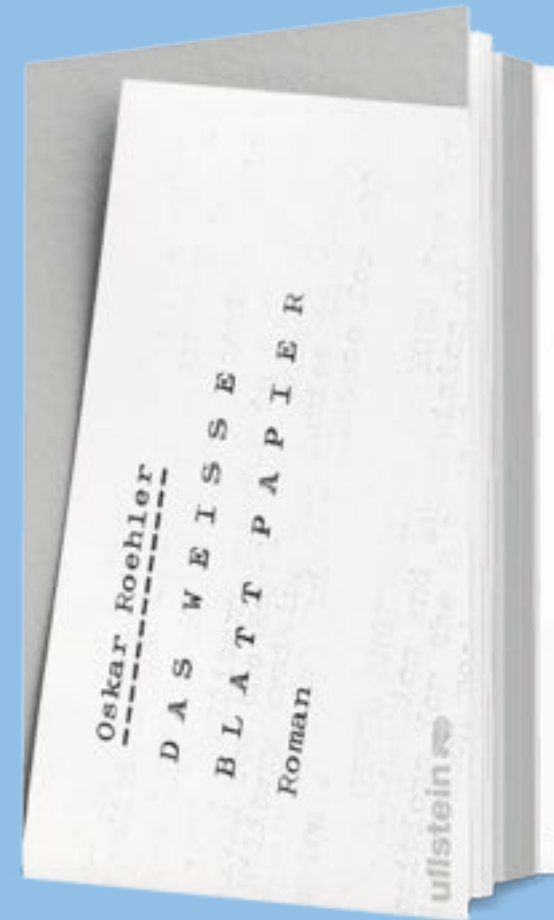 Oskar Roehler
DAS WEISSE
BLATT PAPIER
Roman
ullstein